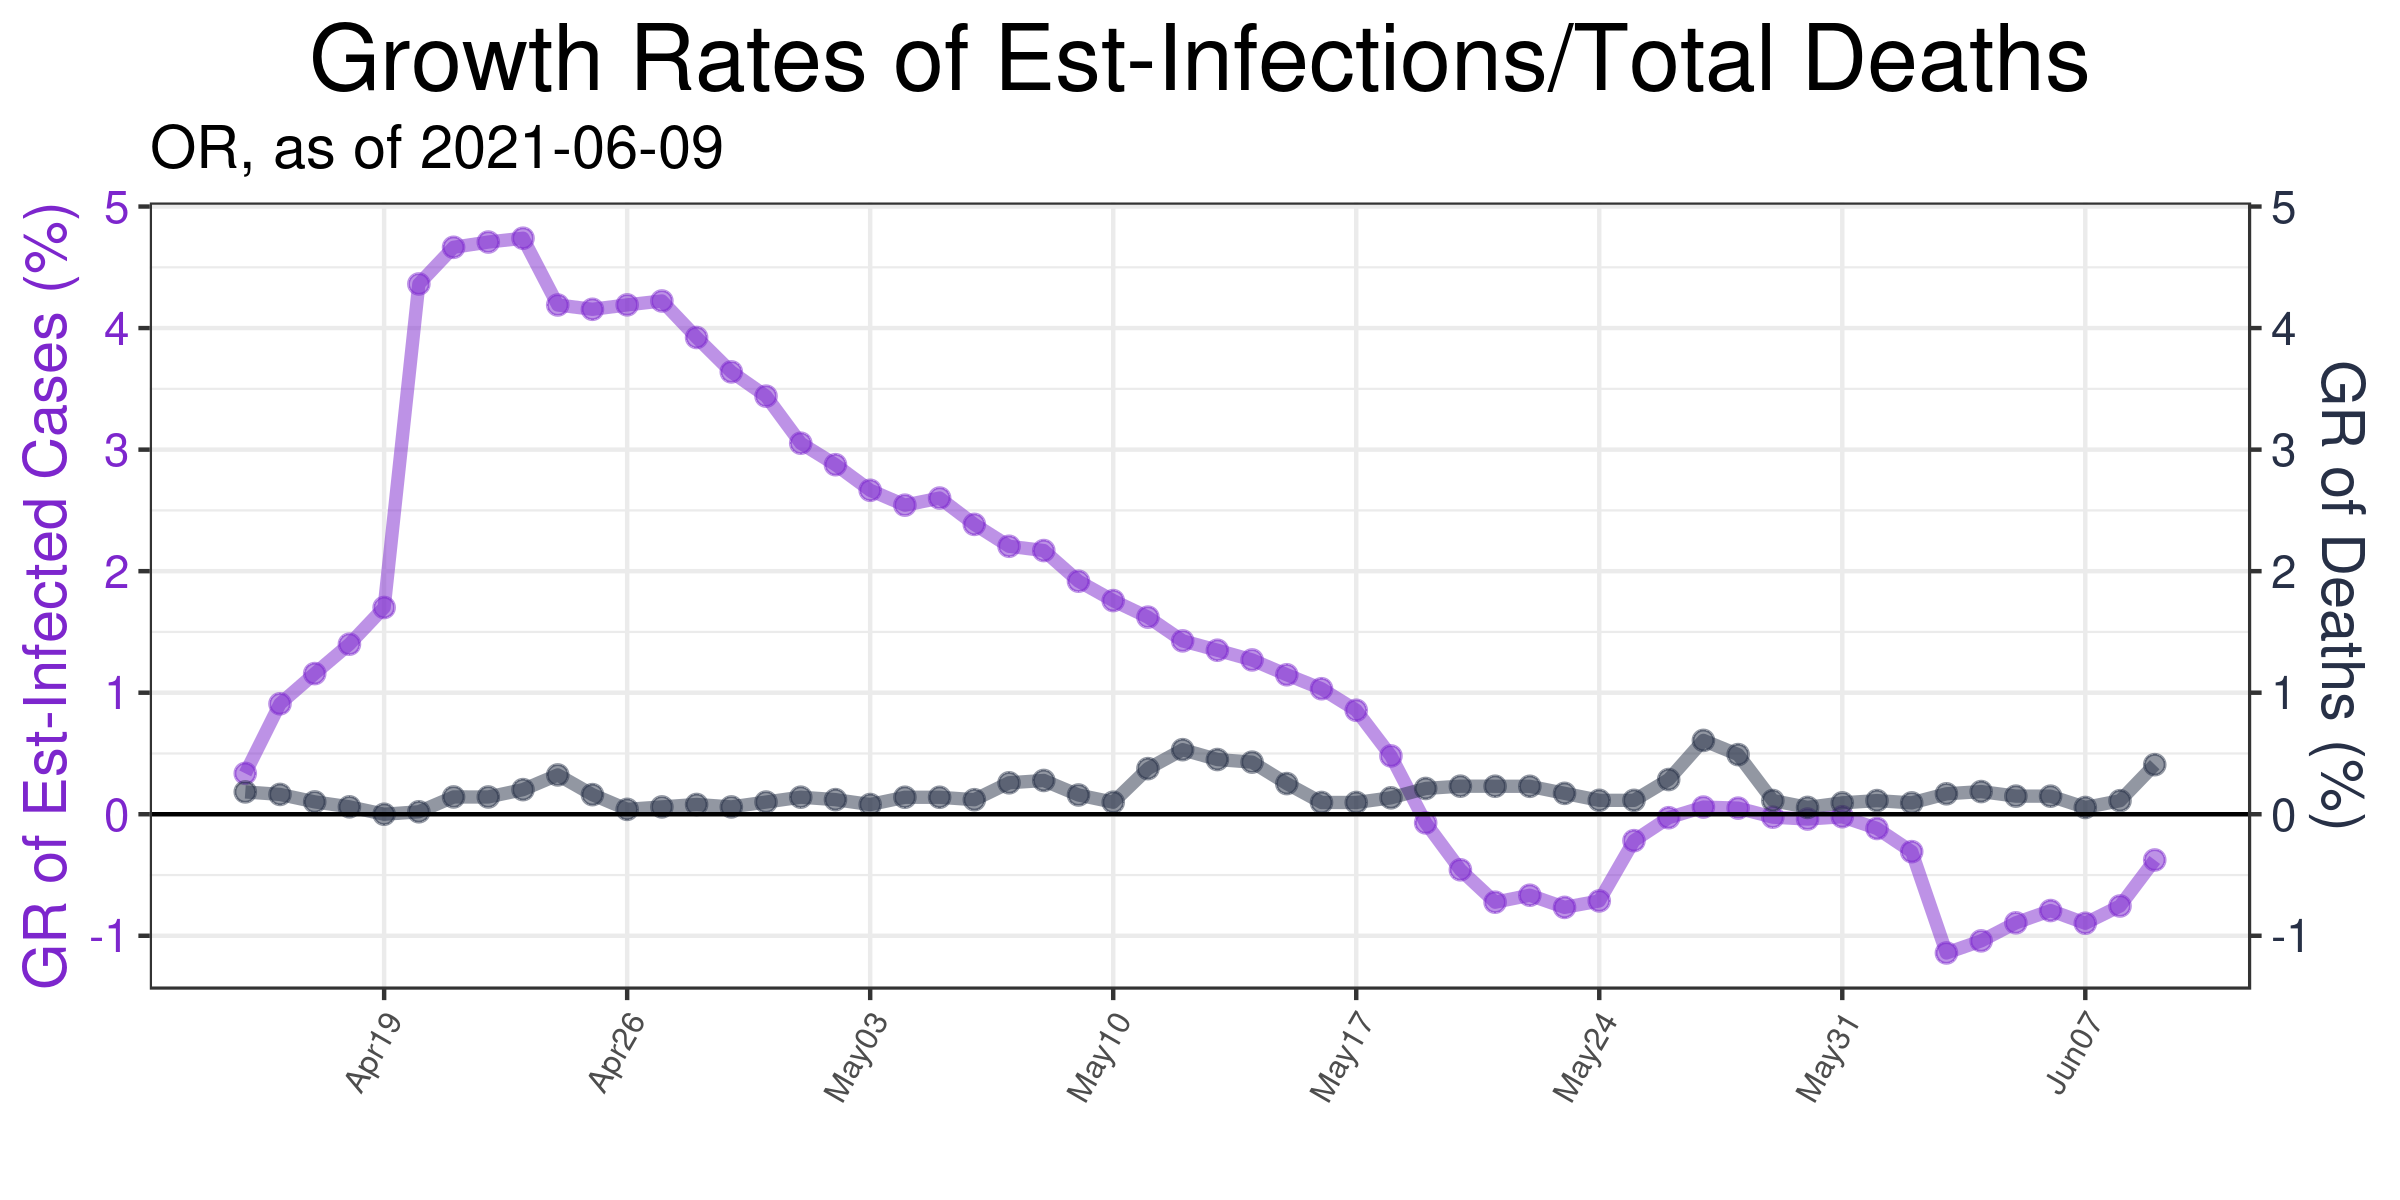 Growth Rates of Est-Infections/Total Deaths
OR, as of 2021-06-09
GR of Est-Infected Cases (%)
5
4
3
2
1
0
-1
5
4
3
2
1
0
-1
GR of Deaths (%)
Apr19
Apr26
May03
May10
May17
May24
May31
Jun07